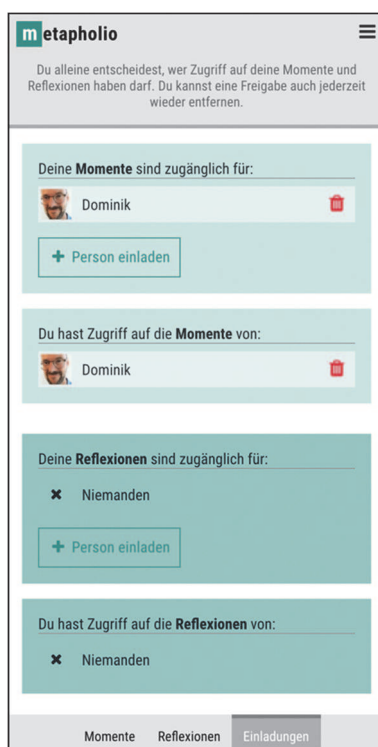 metapholio
Du alleine entscheidest, wer Zugriff auf deine Momente und
Reflexionen haben darf. Du kannst eine Freigabe auch jederzeit
wieder entfernen.
Deine Momente sind zugänglich für:
Dominik
+ Person einladen
Du hast Zugriff auf die Momente von:
Dominik
Deine Reflexionen sind zugänglich für:
Niemanden
+ Person einladen
Du hast Zugriff auf die Reflexionen von:
Niemanden
Momente Reflexionen Einladungen